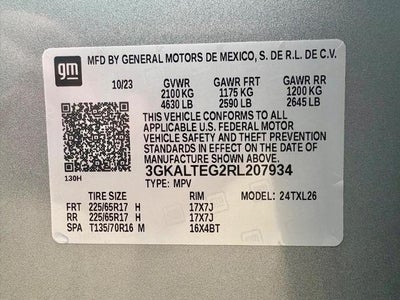 gm MFD BY GENERAL MOTORS DE MEXICO, S. DE R.L. DE C.V.
10/23 GVWR GAWR FRT GAWR RR
2100 KG 1175 KG 1200 KG
4630 LB 2590 LB 2645 LB
THIS VEHICLE CONFORMS TO ALL
APPLICABLE U.S. FEDERAL MOTOR
VEHICLE SAFETY AND THEFT PREVENTION
STANDARDS IN EFFECT ON THE DATE OF
MANUFACTURE SHOWN ABOVE.
3GKALTEG2RL207934
130H TYPE: MPV
TIRE SIZE RIM MODEL: 24TXL26
FRT 225/65R17 H 17X7J
RR 225/65R17 H 17X7J
SPA T135/70R16 M 16X4BT